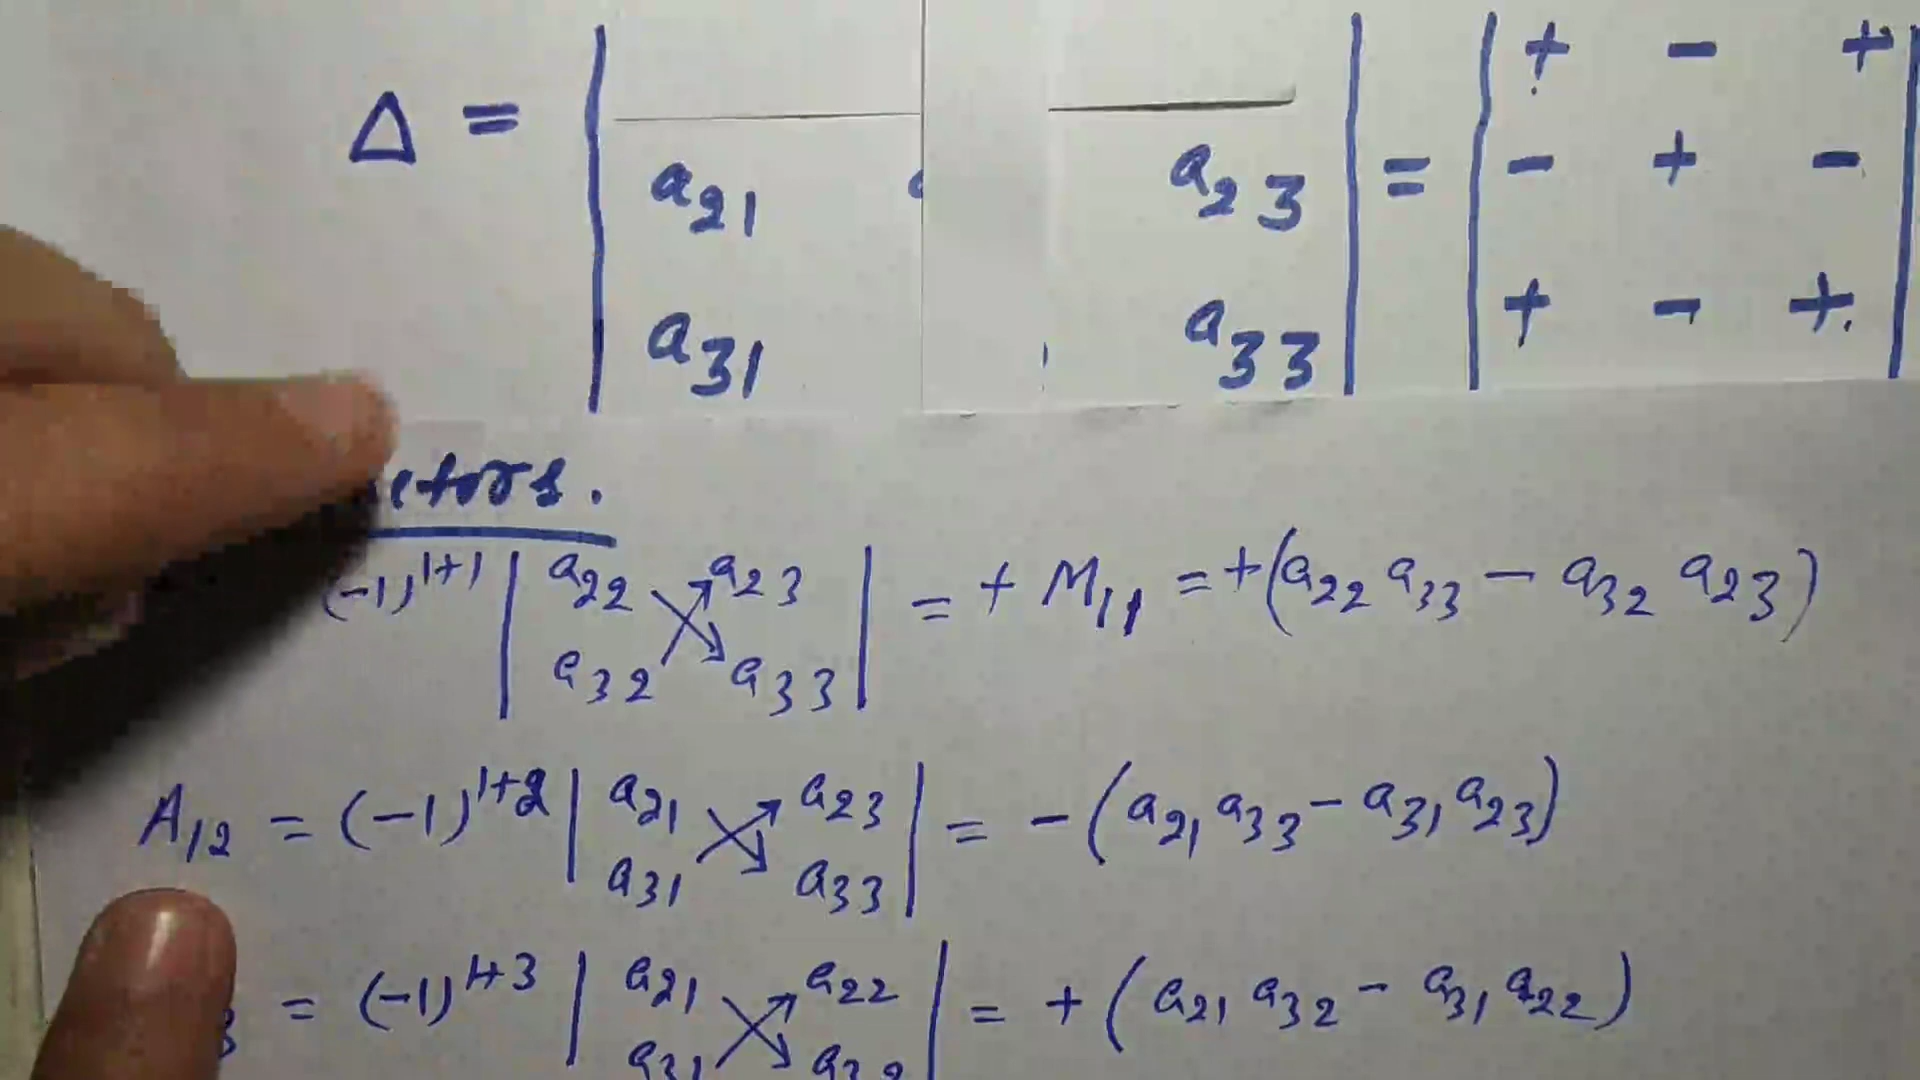 + - +
Δ = | a21 a23 | = | - + - |
a31 a33 + - +
(-1)^1+1 | a22 a23 | = + M11 = +(a22 a33 - a32 a23)
a32 a33
A12 = (-1)^1+2 | a21 a23 | = - (a21 a33 - a31 a23)
a31 a33
= (-1)^1+3 | a21 a22 | = + (a21 a32 - a31 a22)
a31